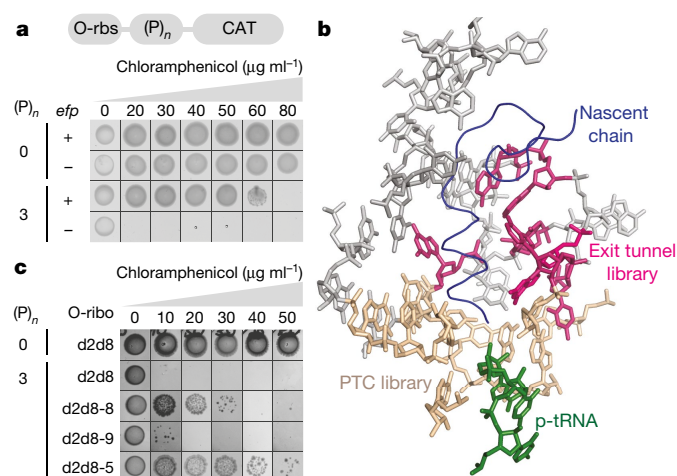 a
O-rbs (P)n CAT
Chloramphenicol (μg ml–1)
(P)n efp 0 20 30 40 50 60 80
0 +
–
3 +
–
b
Nascent chain
Exit tunnel library
PTC library
p-tRNA
c
Chloramphenicol (μg ml–1)
(P)n O-ribo 0 10 20 30 40 50
0 d2d8
3 d2d8
d2d8-8
d2d8-9
d2d8-5